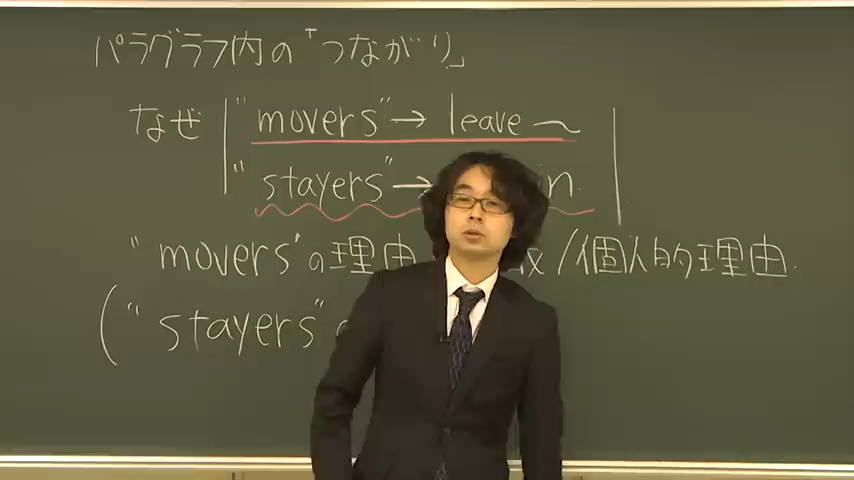 パラグラフ内の「つながり」
なぜ "movers" → leave ～
"stayers" →
"movers"の理由 /個人的理由.
("stayers"